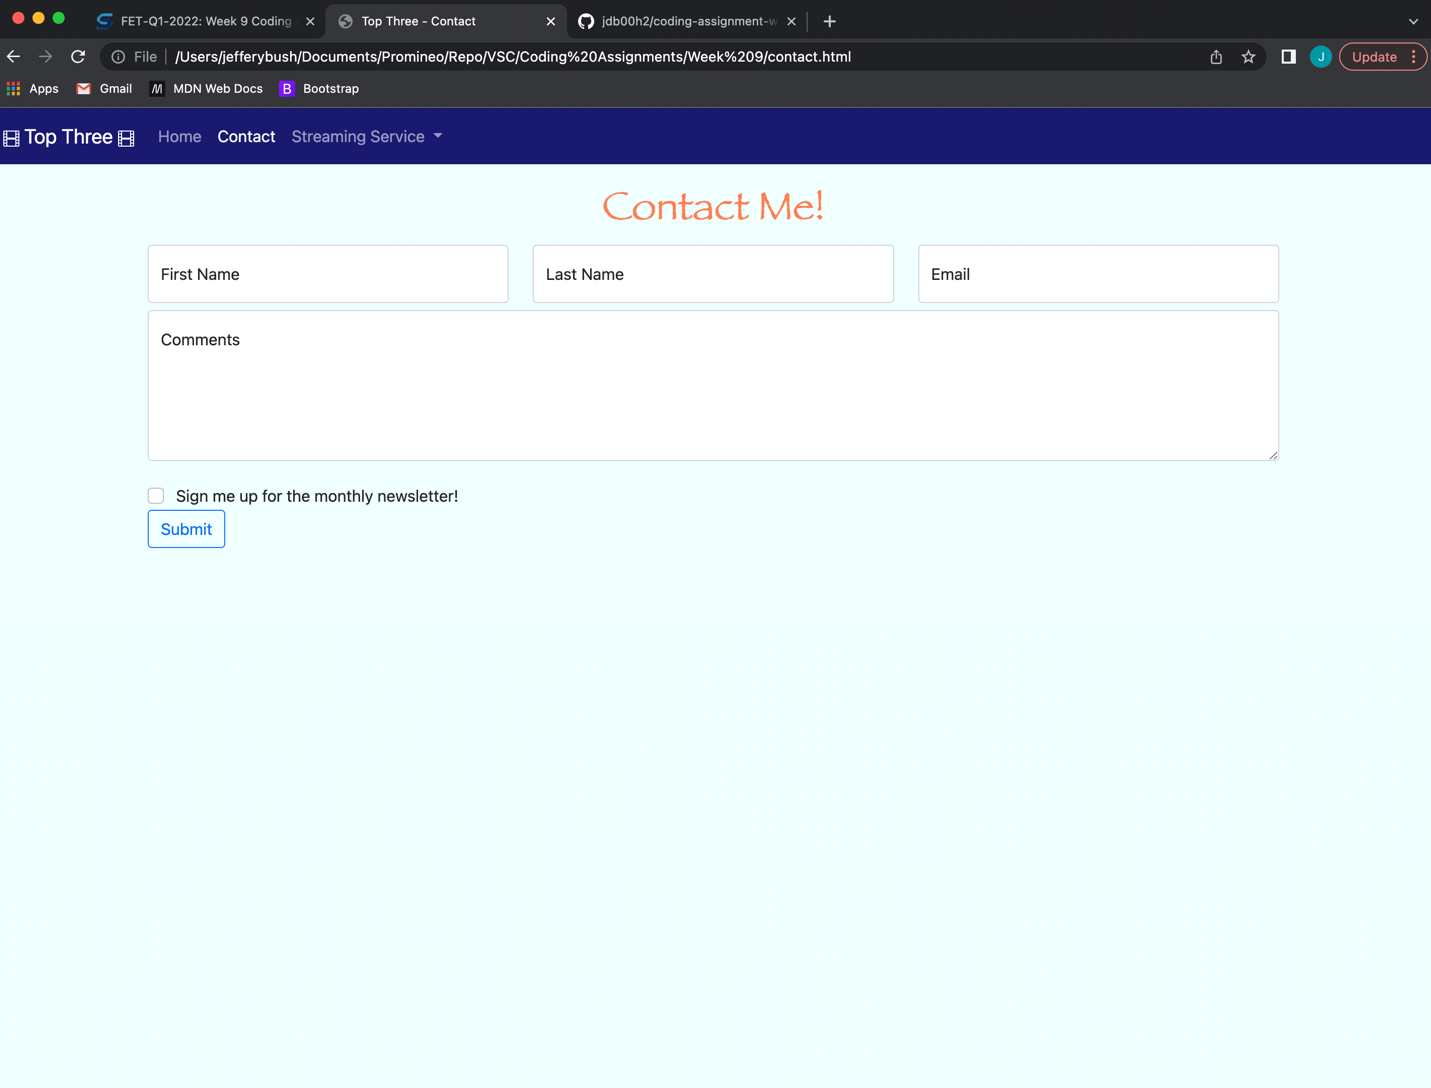 FET-Q1-2022: Week 9 Coding
Top Three - Contact
jdb00h2/coding-assignment-w
File
/Users/jefferybush/Documents/Promineo/Repo/VSC/Coding%20Assignments/Week%209/contact.html
J
Update
Apps
Gmail
M
MDN Web Docs
B
Bootstrap
Top Three
Home
Contact
Streaming Service
Contact Me!
First Name
Last Name
Email
Comments
Sign me up for the monthly newsletter!
Submit